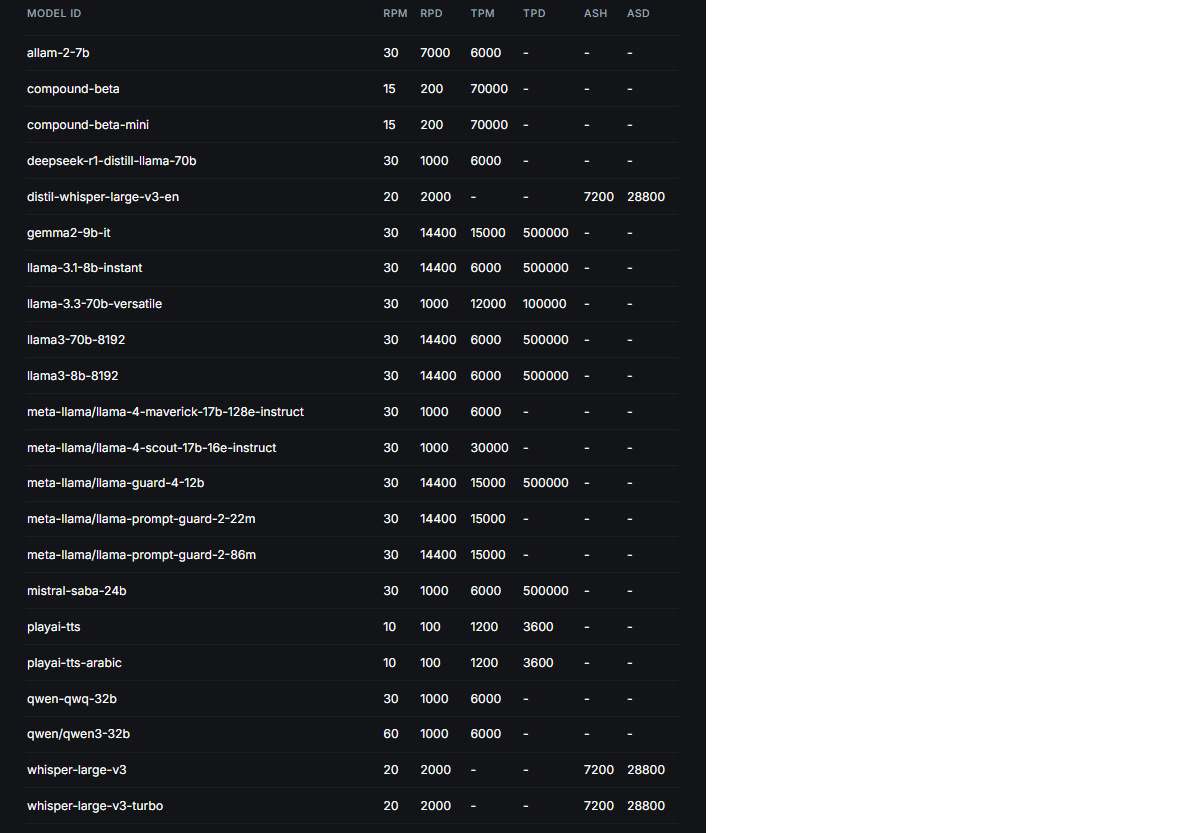 MODEL ID RPM RPD TPM TPD ASH ASD
allam-2-7b 30 7000 6000 - - -
compound-beta 15 200 70000 - - -
compound-beta-mini 15 200 70000 - - -
deepseek-r1-distill-llama-70b 30 1000 6000 - - -
distil-whisper-large-v3-en 20 2000 - - 7200 28800
gemma2-9b-it 30 14400 15000 500000 - -
llama-3.1-8b-instant 30 14400 6000 500000 - -
llama-3.3-70b-versatile 30 1000 12000 100000 - -
llama3-70b-8192 30 14400 6000 500000 - -
llama3-8b-8192 30 14400 6000 500000 - -
meta-llama/llama-4-maverick-17b-128e-instruct 30 1000 6000 - - -
meta-llama/llama-4-scout-17b-16e-instruct 30 1000 30000 - - -
meta-llama/llama-guard-4-12b 30 14400 15000 500000 - -
meta-llama/llama-prompt-guard-2-22m 30 14400 15000 - - -
meta-llama/llama-prompt-guard-2-86m 30 14400 15000 - - -
mistral-saba-24b 30 1000 6000 500000 - -
playai-tts 10 100 1200 3600 - -
playai-tts-arabic 10 100 1200 3600 - -
qwen-qwq-32b 30 1000 6000 - - -
qwen/qwen3-32b 60 1000 6000 - - -
whisper-large-v3 20 2000 - - 7200 28800
whisper-large-v3-turbo 20 2000 - - 7200 28800